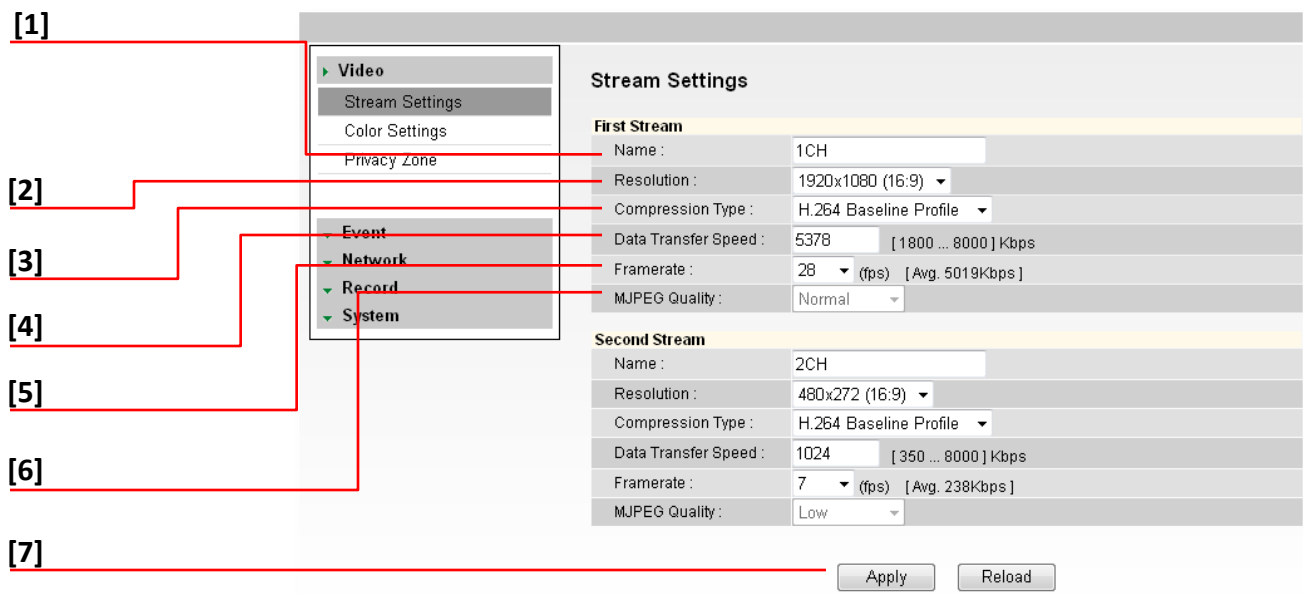 [1]
[2]
[3]
[4]
[5]
[6]
[7]
Video
Stream Settings
Color Settings
Privacy Zone
Event
Network
Record
System
Stream Settings
First Stream
Name : 1CH
Resolution : 1920x1080 (16:9)
Compression Type : H.264 Baseline Profile
Data Transfer Speed : 5378 [ 1800 ... 8000 ] Kbps
Framerate : 28 (fps) [ Avg. 5019Kbps ]
MJPEG Quality : Normal
Second Stream
Name : 2CH
Resolution : 480x272 (16:9)
Compression Type : H.264 Baseline Profile
Data Transfer Speed : 1024 [ 350 ... 8000 ] Kbps
Framerate : 7 (fps) [ Avg. 238Kbps ]
MJPEG Quality : Low
Apply Reload